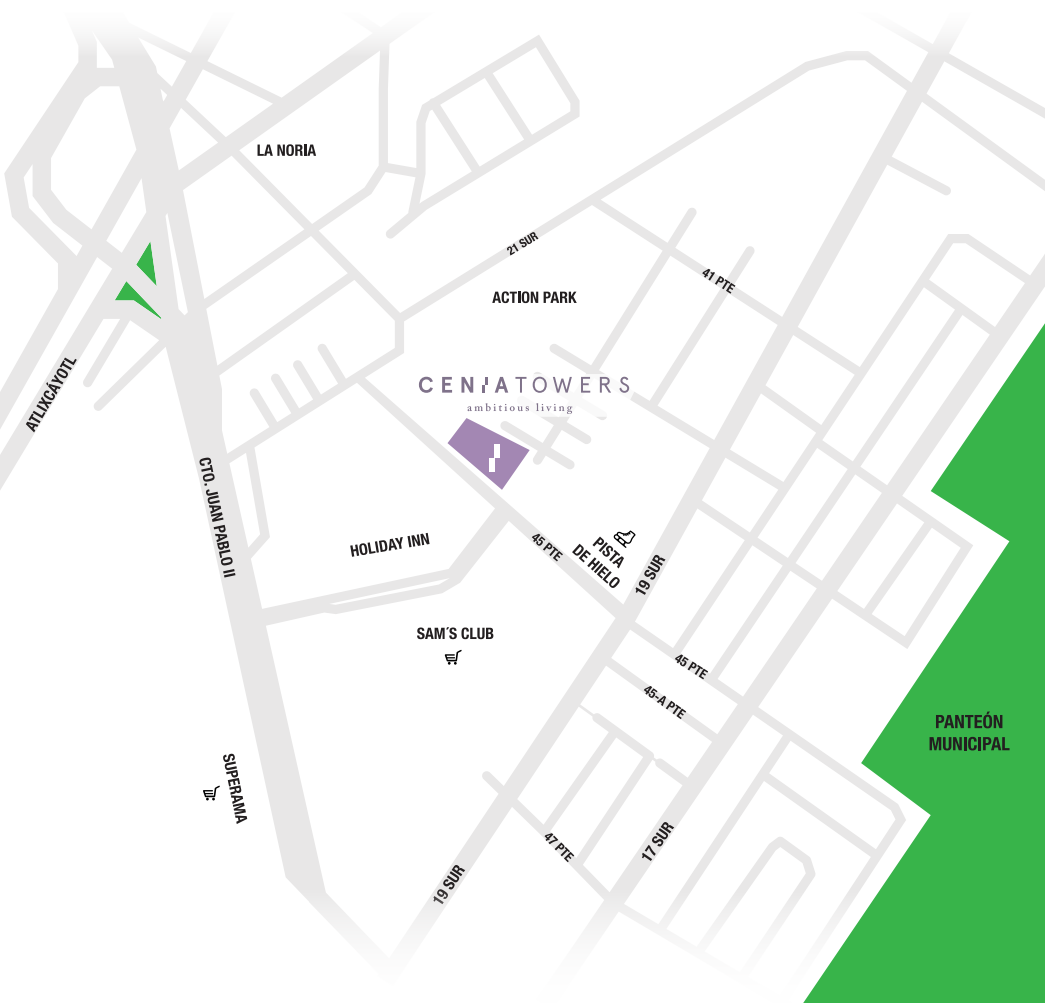 LA NORIA
21 SUR
41 PTE
ACTION PARK
ATLIXCÁYOTL
CENIATOWERS
ambitious living
CTO. JUAN PABLO II
HOLIDAY INN
45 PTE
PISTA
DE HIELO
19 SUR
SAM'S CLUB
45 PTE
45-A PTE
PANTEÓN
MUNICIPAL
SUPERAMA
47 PTE
17 SUR
19 SUR